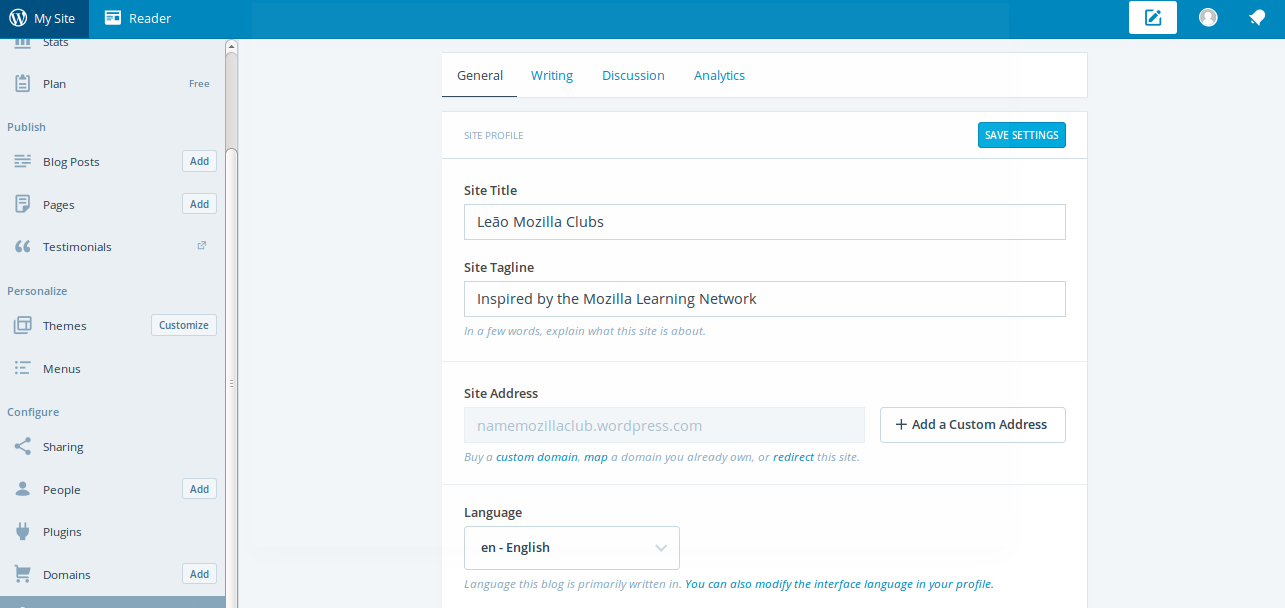 My Site
Reader
Stats
Plan Free
Publish
Blog Posts Add
Pages Add
Testimonials
Personalize
Themes Customize
Menus
Configure
Sharing
People Add
Plugins
Domains Add
General Writing Discussion Analytics
SITE PROFILE SAVE SETTINGS
Site Title
Leão Mozilla Clubs
Site Tagline
Inspired by the Mozilla Learning Network
In a few words, explain what this site is about.
Site Address
namemozillaclub.wordpress.com + Add a Custom Address
Buy a custom domain, map a domain you already own, or redirect this site.
Language
en - English
Language this blog is primarily written in. You can also modify the interface language in your profile.